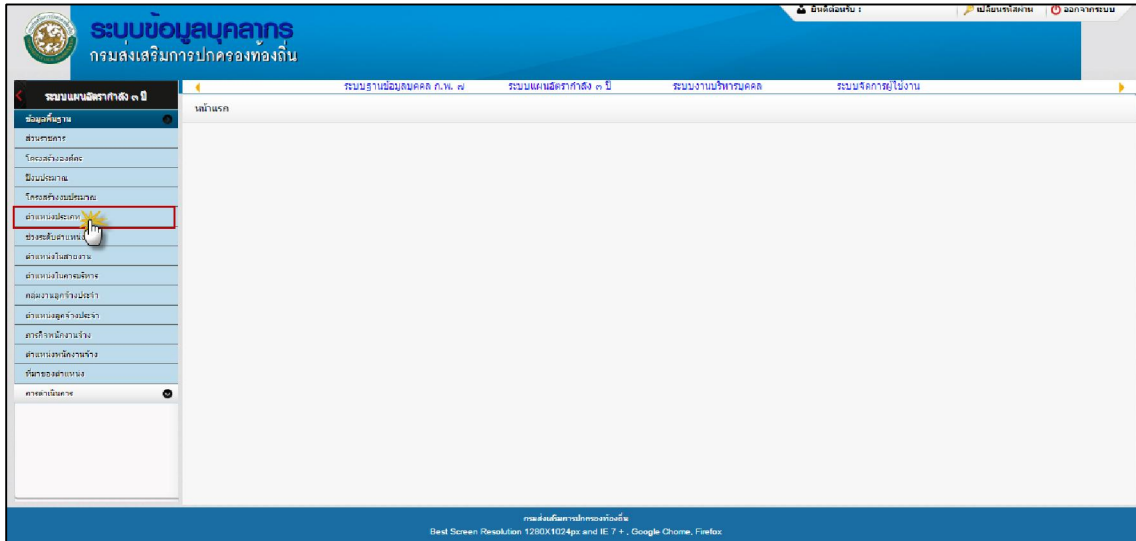 ยินดีต้อนรับ :
เปลี่ยนรหัสผ่าน
ออกจากระบบ
ระบบข้อมูลบุคลากร
กรมส่งเสริมการปกครองท้องถิ่น
ระบบแผนอัตรากำลัง ๓ ปี
ระบบฐานข้อมูลบุคคล ก.พ. ๗
ระบบแผนอัตรากำลัง ๓ ปี
ระบบงานบริหารบุคคล
ระบบจัดการผู้ใช้งาน
หน้าแรก
ข้อมูลพื้นฐาน
ส่วนราชการ
โครงสร้างองค์กร
ปีงบประมาณ
โครงสร้างงบประมาณ
ตำแหน่งประเภท
ช่วงระดับตำแหน่ง
ตำแหน่งในสายงาน
ตำแหน่งในการบริหาร
กลุ่มงานลูกจ้างประจำ
ตำแหน่งลูกจ้างประจำ
ภารกิจพนักงานจ้าง
ตำแหน่งพนักงานจ้าง
ที่มาของตำแหน่ง
การดำเนินการ
กรมส่งเสริมการปกครองท้องถิ่น
Best Screen Resolution 1280X1024px and IE 7 + , Google Chome, Firefox